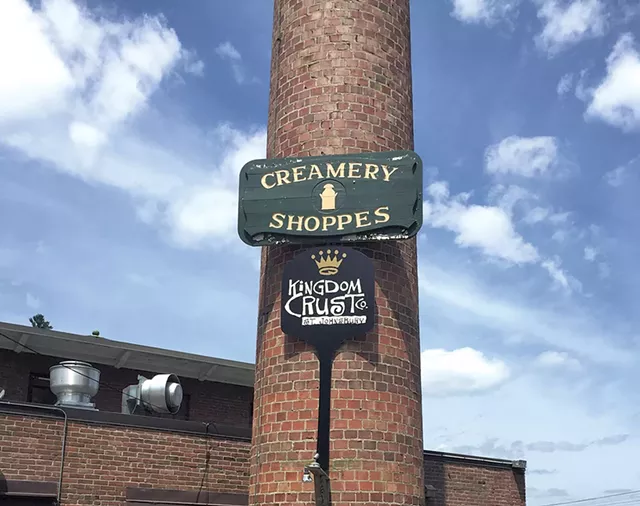 CREAMERY
SHOPPES
KINGDOM
CRUST Co.
ST. JOHNSBURY